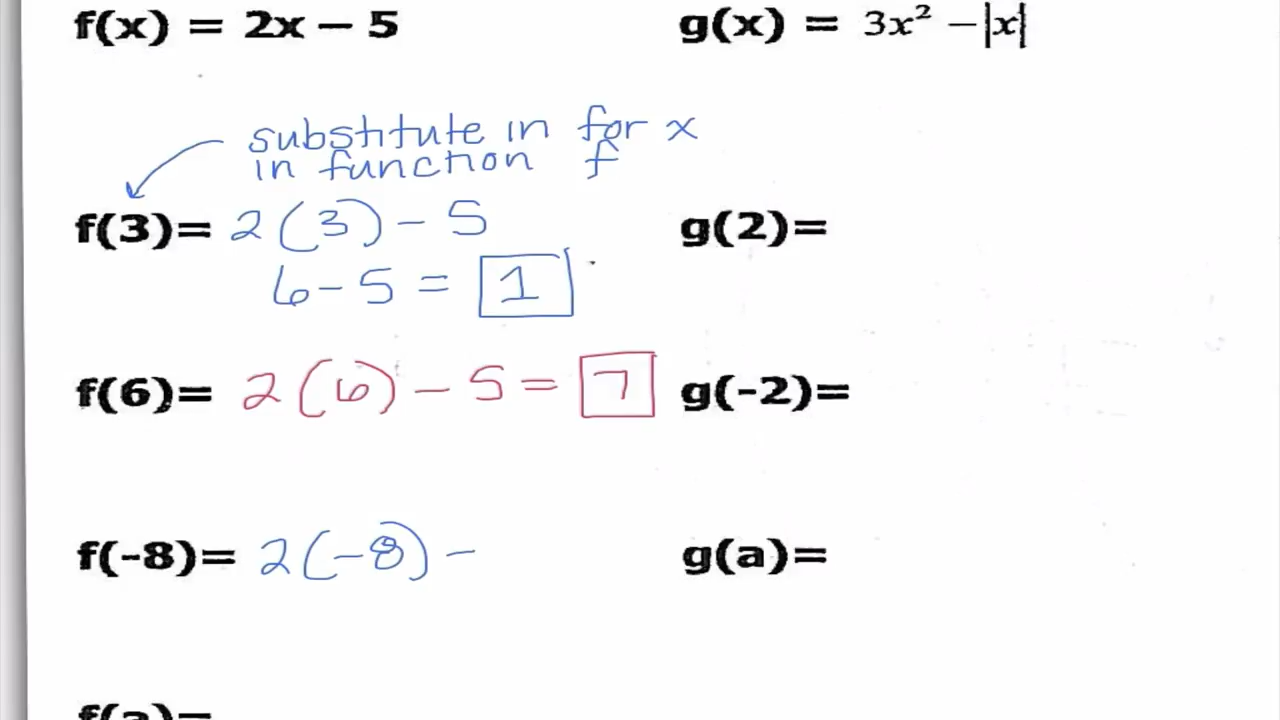 f(x) = 2x − 5
g(x) = 3x² − |x|
substitute in for x
in function f
f(3)= 2(3) − 5
6 − 5 = 1
g(2)=
f(6)= 2(6) − 5 = 7
g(-2)=
f(-8)= 2(−8) −
g(a)=
f(a)=